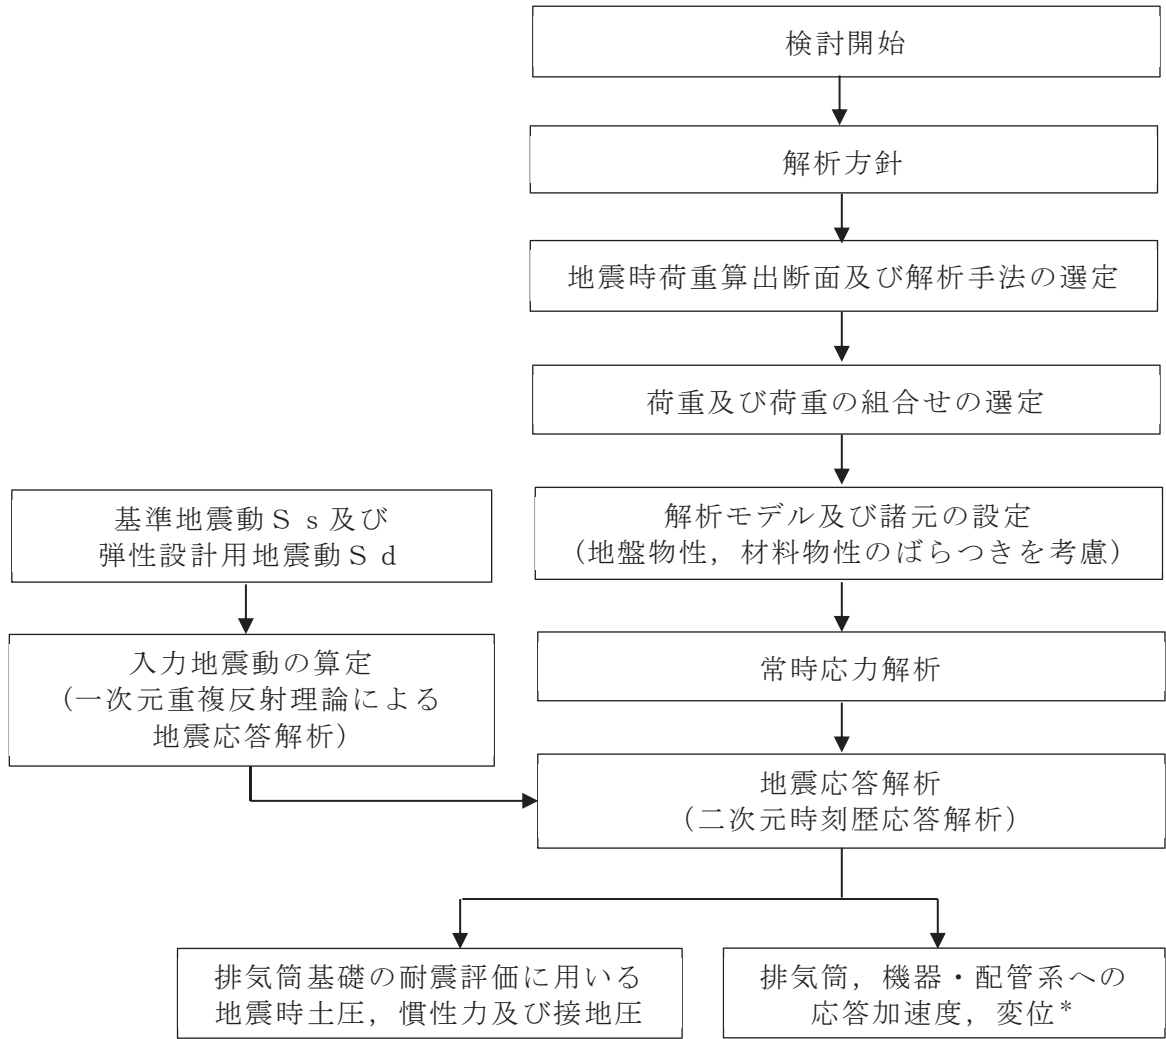 検討開始
解析方針
地震時荷重算出断面及び解析手法の選定
荷重及び荷重の組合せの選定
基準地震動Ｓｓ及び
弾性設計用地震動Ｓｄ
解析モデル及び諸元の設定
（地盤物性，材料物性のばらつきを考慮）
入力地震動の算定
（一次元重複反射理論による
地震応答解析）
常時応力解析
地震応答解析
（二次元時刻歴応答解析）
排気筒基礎の耐震評価に用いる
地震時土圧，慣性力及び接地圧
排気筒，機器・配管系への
応答加速度，変位*